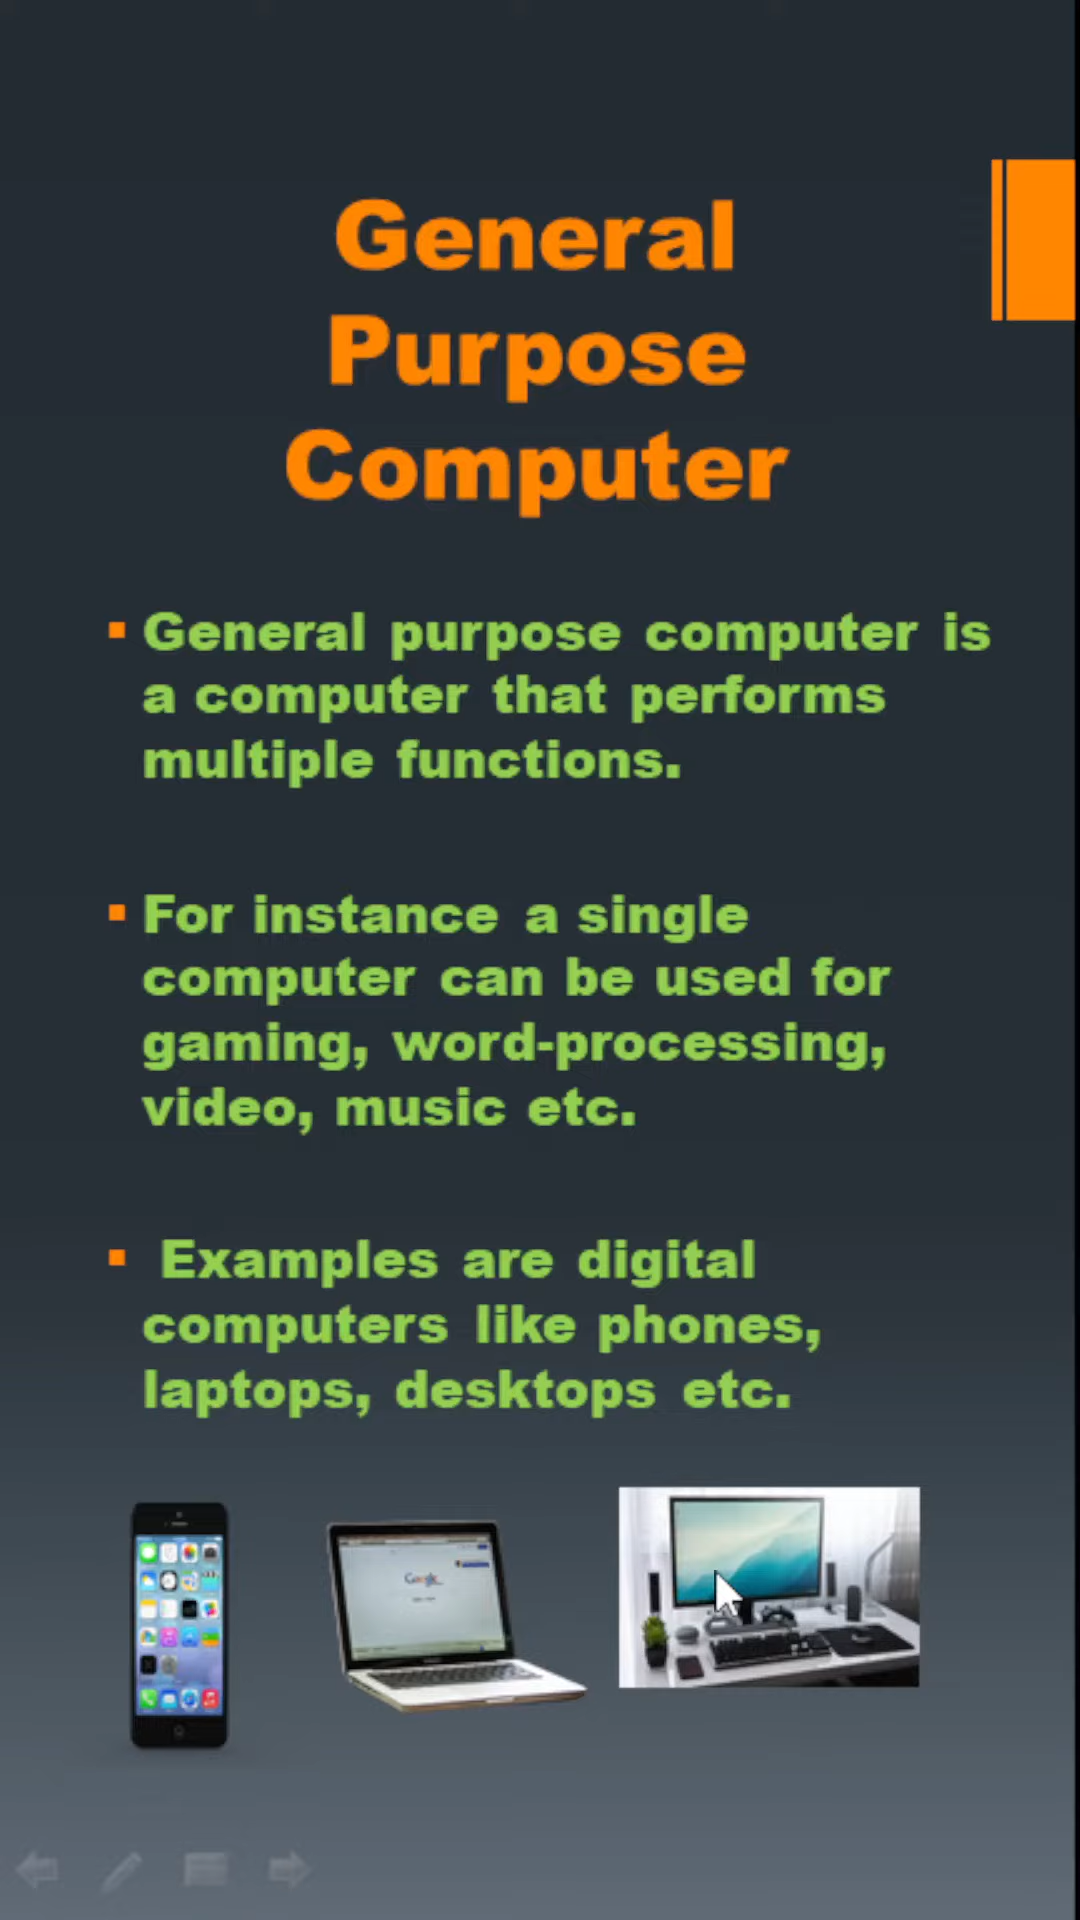 General
Purpose
Computer
General purpose computer is
a computer that performs
multiple functions.
For instance a single
computer can be used for
gaming, word-processing,
video, music etc.
Examples are digital
computers like phones,
laptops, desktops etc.
Google